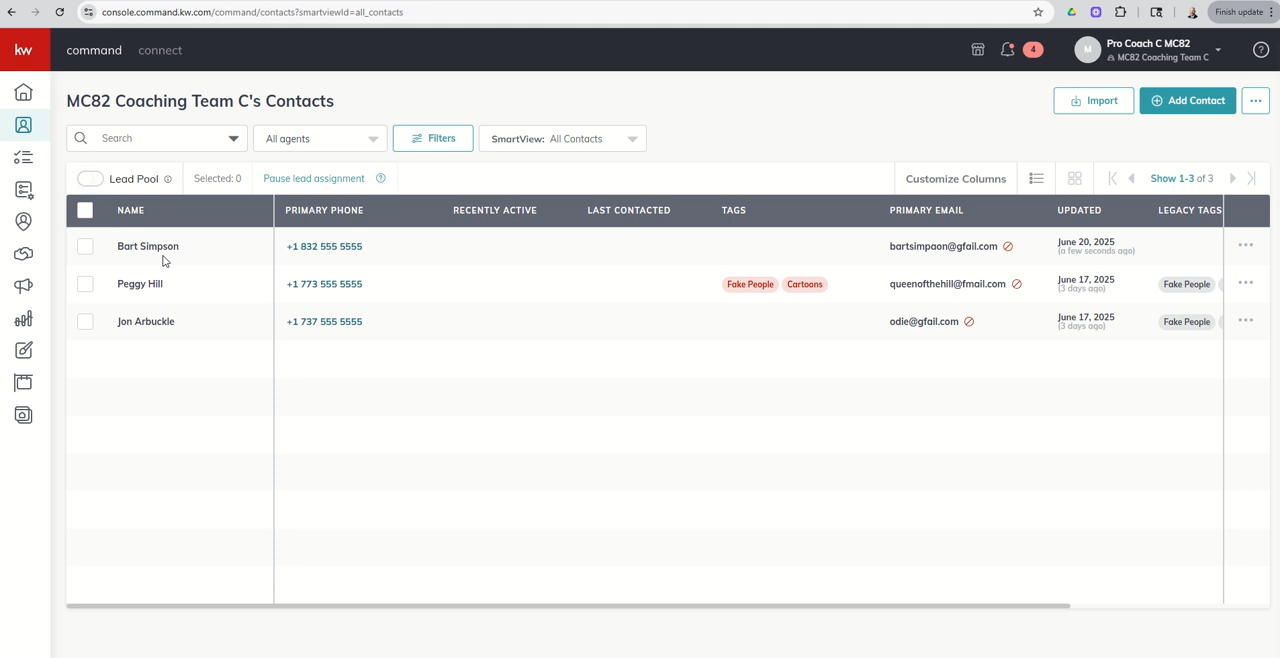 console.command.kw.com/command/contacts?smartviewId=all_contacts
Finish update
kw
command
connect
4
M
Pro Coach C MC82
MC82 Coaching Team C
MC82 Coaching Team C's Contacts
Import
Add Contact
Search
All agents
Filters
SmartView: All Contacts
Lead Pool
Selected: 0
Pause lead assignment
Customize Columns
Show 1-3 of 3
NAME PRIMARY PHONE RECENTLY ACTIVE LAST CONTACTED TAGS PRIMARY EMAIL UPDATED LEGACY TAGS
Bart Simpson +1 832 555 5555 bartsimpaon@gfail.com June 20, 2025
(a few seconds ago)
Peggy Hill +1 773 555 5555 Fake People Cartoons queenofthehill@fmail.com June 17, 2025 Fake People
(3 days ago)
Jon Arbuckle +1 737 555 5555 odie@gfail.com June 17, 2025 Fake People
(3 days ago)